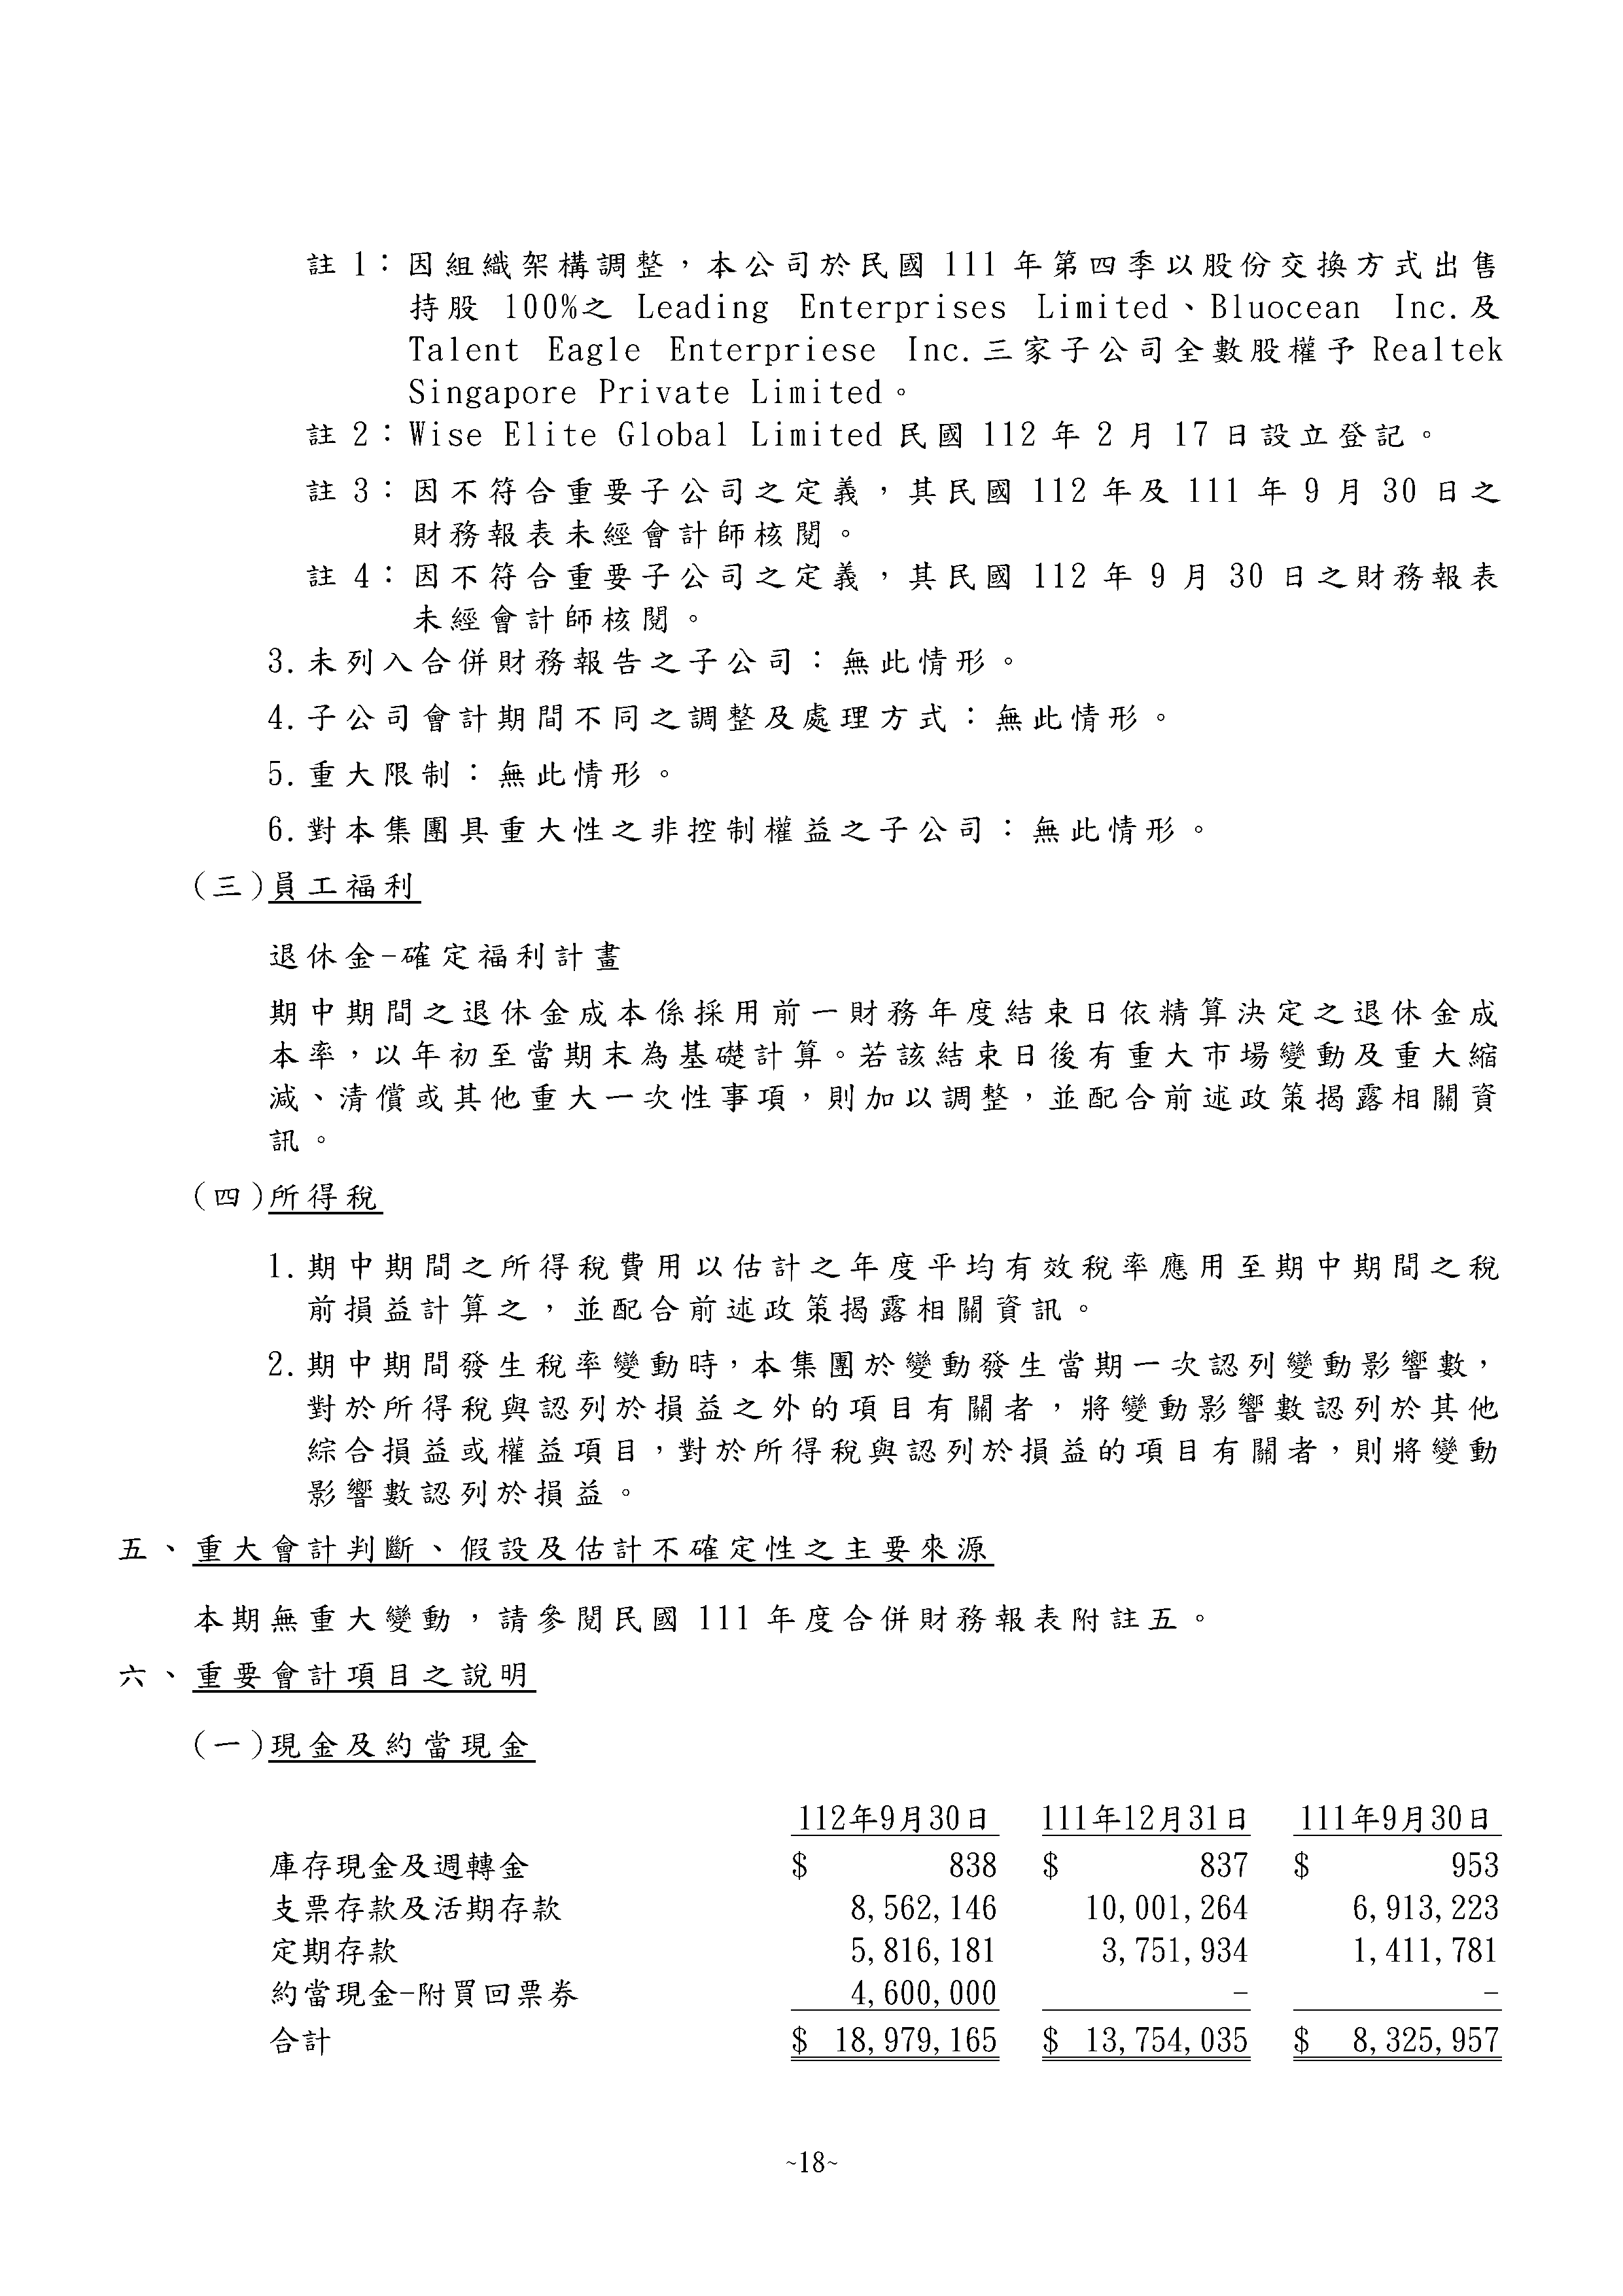 註 1：因組織架構調整，本公司於民國 111 年第四季以股份交換方式出售
持股 100%之 Leading Enterprises Limited、Bluocean Inc.及
Talent Eagle Enterpriese Inc.三家子公司全數股權予 Realtek
Singapore Private Limited。
註 2：Wise Elite Global Limited 民國 112 年 2 月 17 日設立登記。
註 3：因不符合重要子公司之定義，其民國 112 年及 111 年 9 月 30 日之
財務報表未經會計師核閱。
註 4：因不符合重要子公司之定義，其民國 112 年 9 月 30 日之財務報表
未經會計師核閱。
3.未列入合併財務報告之子公司：無此情形。
4.子公司會計期間不同之調整及處理方式：無此情形。
5.重大限制：無此情形。
6.對本集團具重大性之非控制權益之子公司：無此情形。
(三)員工福利
退休金-確定福利計畫
期中期間之退休金成本係採用前一財務年度結束日依精算決定之退休金成
本率，以年初至當期末為基礎計算。若該結束日後有重大市場變動及重大縮
減、清償或其他重大一次性事項，則加以調整，並配合前述政策揭露相關資
訊。
(四)所得稅
1.期中期間之所得稅費用以估計之年度平均有效稅率應用至期中期間之稅
前損益計算之，並配合前述政策揭露相關資訊。
2.期中期間發生稅率變動時，本集團於變動發生當期一次認列變動影響數，
對於所得稅與認列於損益之外的項目有關者，將變動影響數認列於其他
綜合損益或權益項目，對於所得稅與認列於損益的項目有關者，則將變動
影響數認列於損益。
五、重大會計判斷、假設及估計不確定性之主要來源
本期無重大變動，請參閱民國 111 年度合併財務報表附註五。
六、重要會計項目之說明
(一)現金及約當現金
112年9月30日 111年12月31日 111年9月30日
庫存現金及週轉金 $ 838 $ 837 $ 953
支票存款及活期存款 8,562,146 10,001,264 6,913,223
定期存款 5,816,181 3,751,934 1,411,781
約當現金-附買回票券 4,600,000 - -
合計 $ 18,979,165 $ 13,754,035 $ 8,325,957
~18~